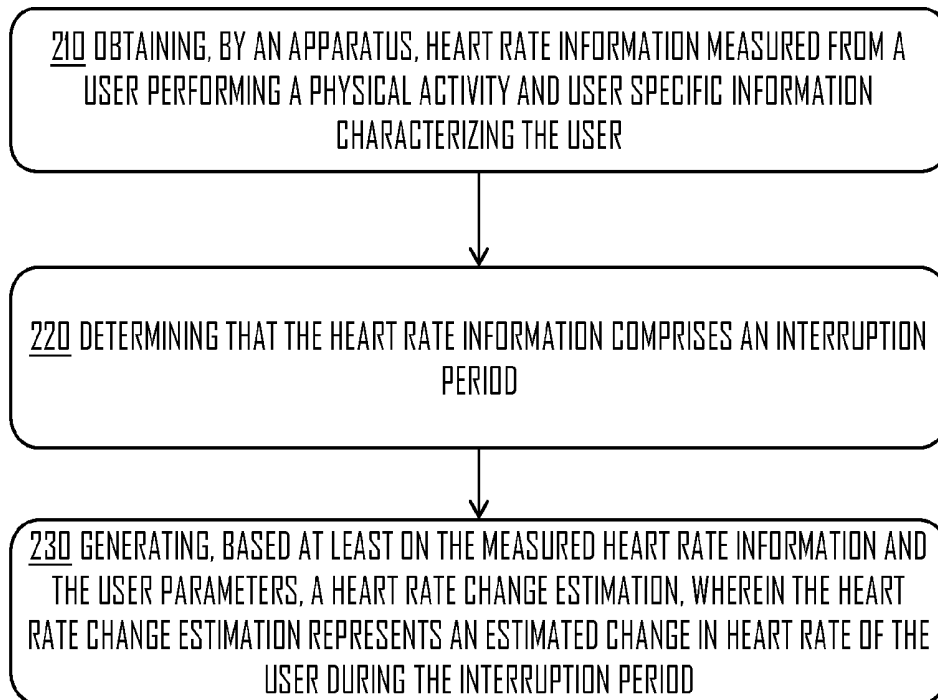 210 OBTAINING, BY AN APPARATUS, HEART RATE INFORMATION MEASURED FROM A
USER PERFORMING A PHYSICAL ACTIVITY AND USER SPECIFIC INFORMATION
CHARACTERIZING THE USER
220 DETERMINING THAT THE HEART RATE INFORMATION COMPRISES AN INTERRUPTION
PERIOD
230 GENERATING, BASED AT LEAST ON THE MEASURED HEART RATE INFORMATION AND
THE USER PARAMETERS, A HEART RATE CHANGE ESTIMATION, WHEREIN THE HEART
RATE CHANGE ESTIMATION REPRESENTS AN ESTIMATED CHANGE IN HEART RATE OF THE
USER DURING THE INTERRUPTION PERIOD